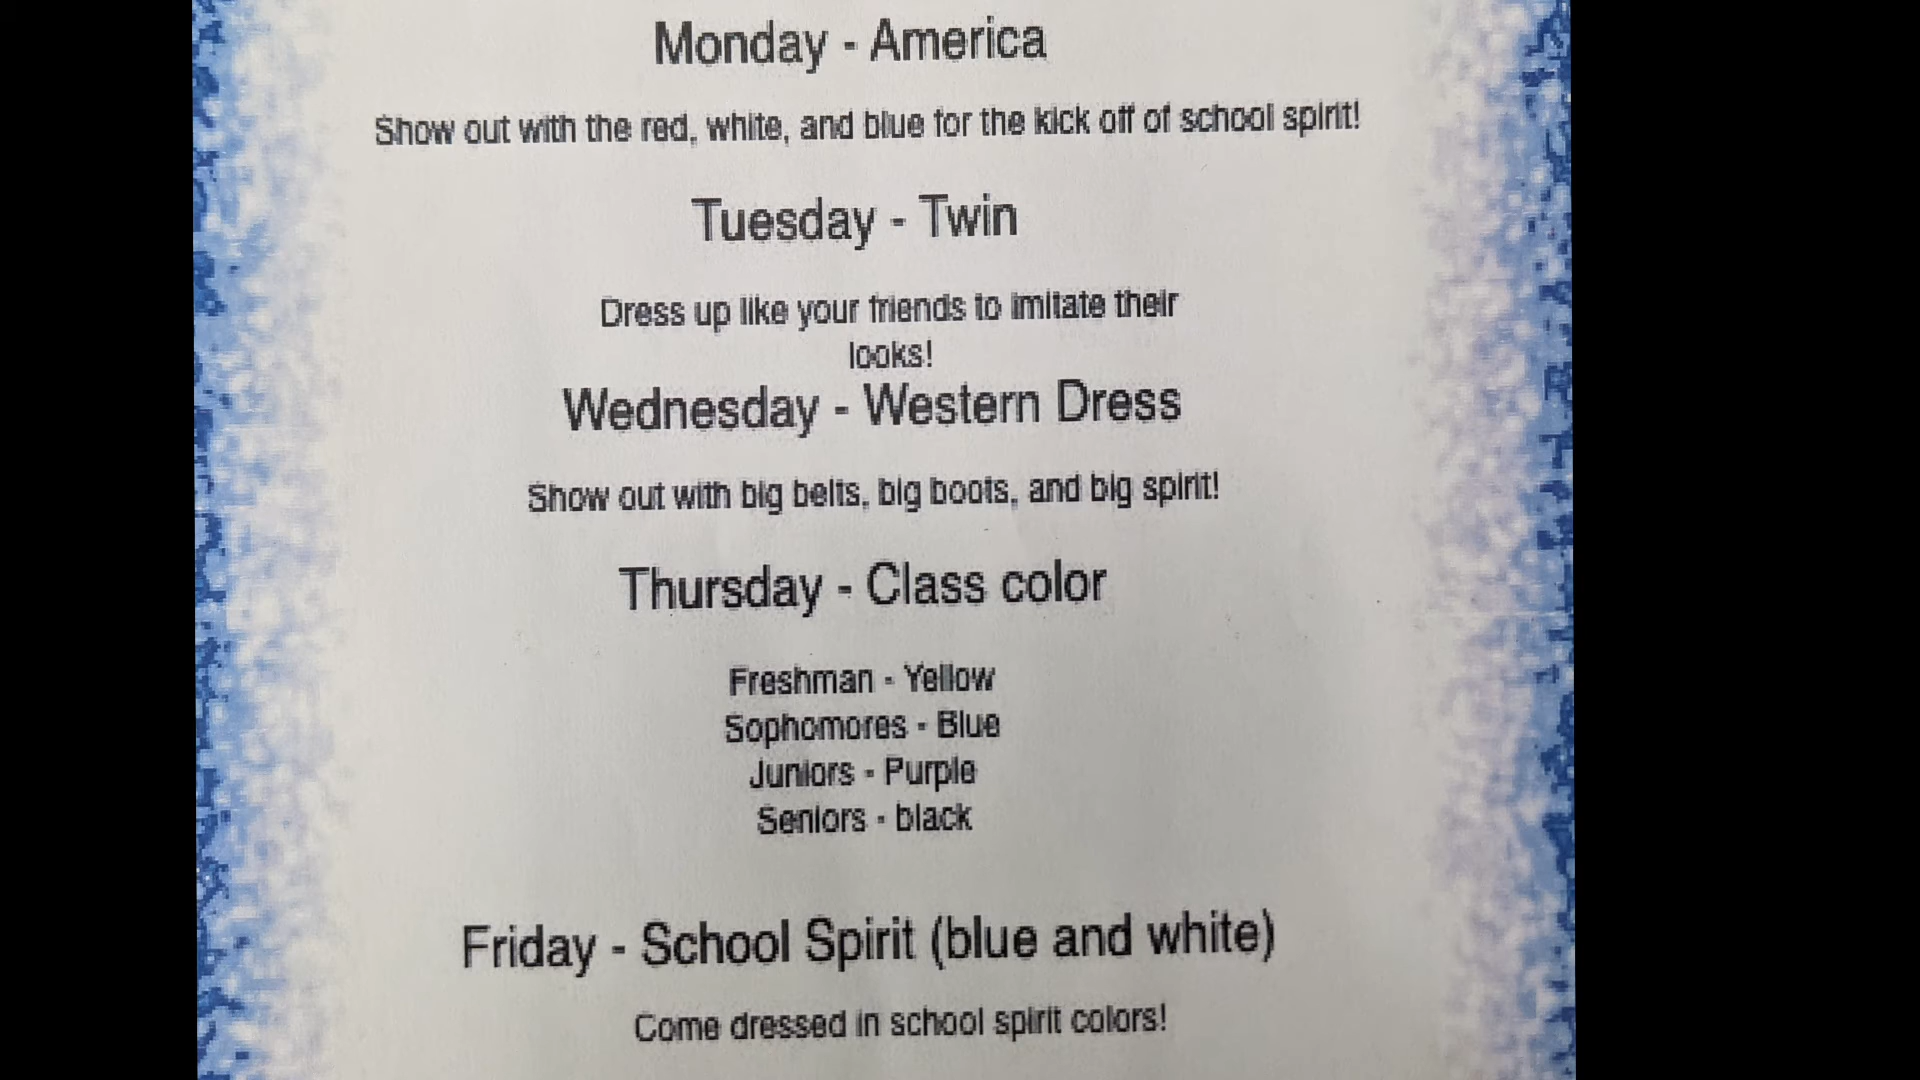 Monday - America
Show out with the red, white, and blue for the kick off of school spirit!
Tuesday - Twin
Dress up like your friends to imitate their
looks!
Wednesday - Western Dress
Show out with big belts, big boots, and big spirit!
Thursday - Class color
Freshman - Yellow
Sophomores - Blue
Juniors - Purple
Seniors - black
Friday - School Spirit (blue and white)
Come dressed in school spirit colors!